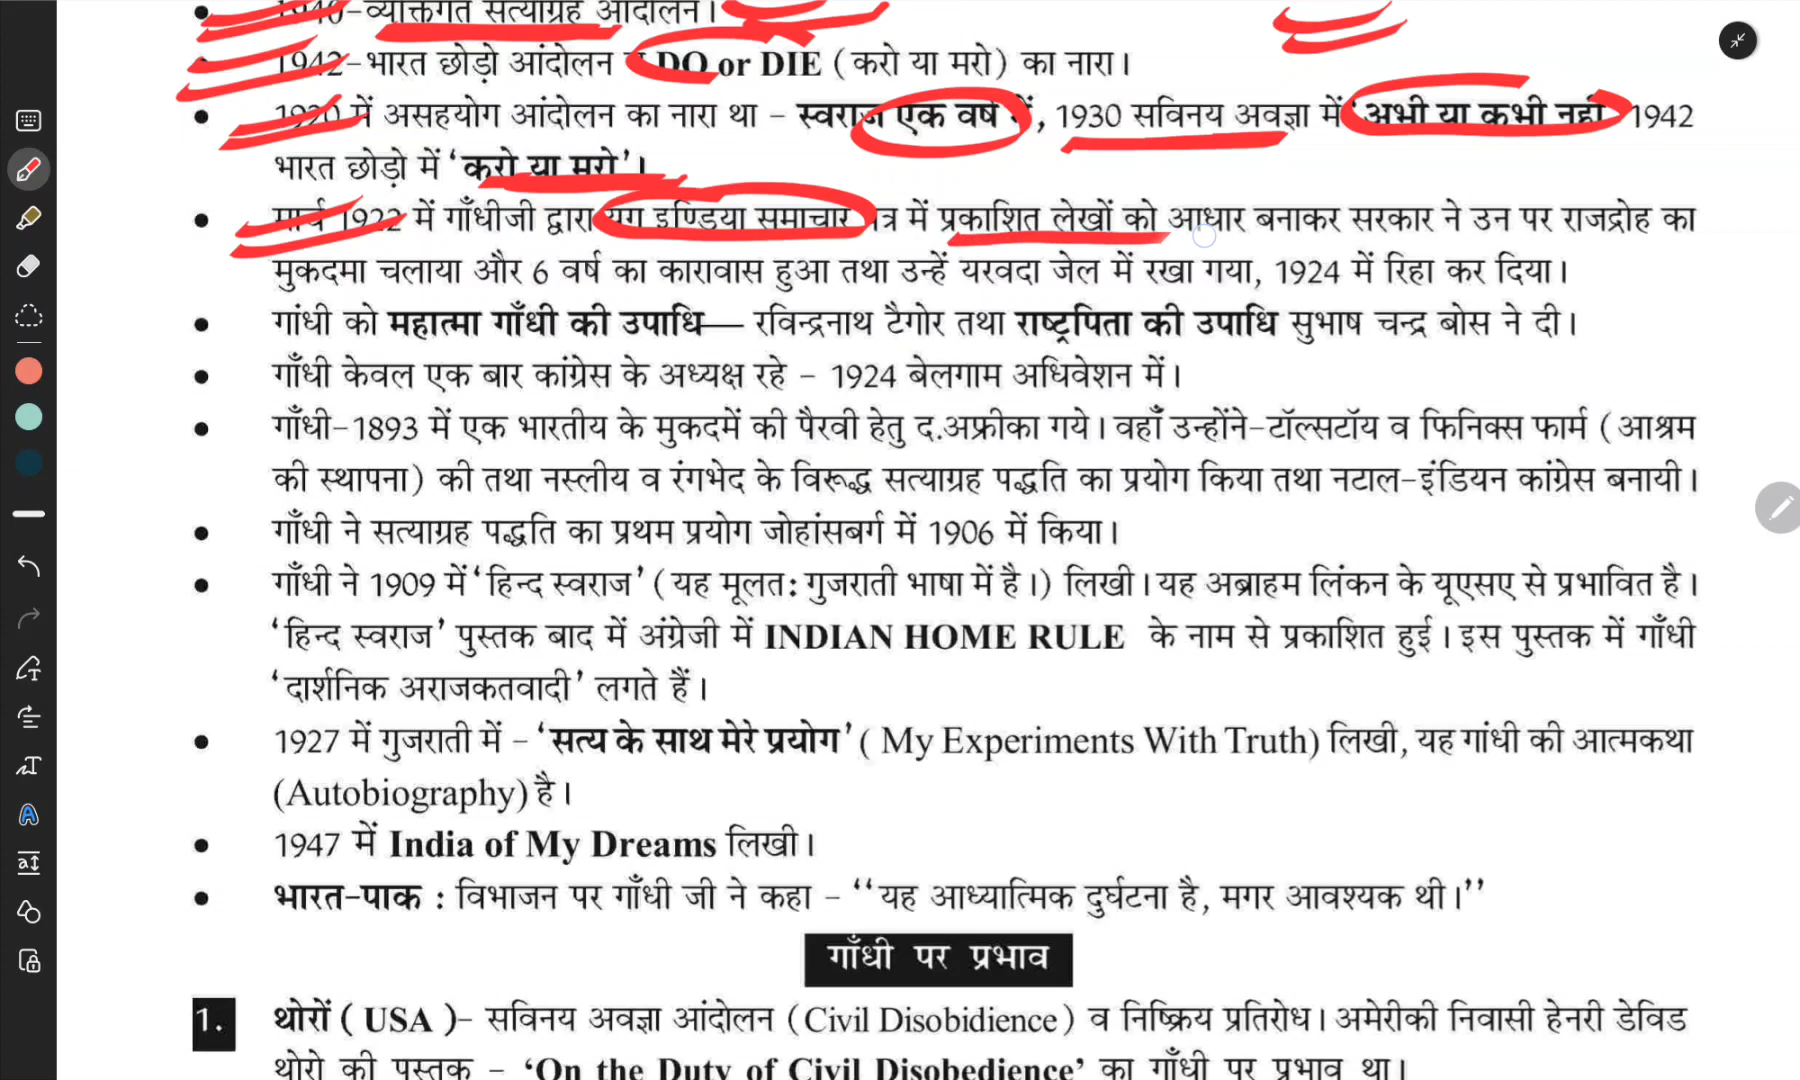 1940-व्यक्तिगत सत्याग्रह आंदोलन।
1942-भारत छोड़ो आंदोलन DO or DIE (करो या मरो) का नारा।
1920 में असहयोग आंदोलन का नारा था - स्वराज एक वर्ष में, 1930 सविनय अवज्ञा में 'अभी या कभी नहीं 1942
भारत छोड़ो में 'करो या मरो'।
मार्च 1922 में गाँधीजी द्वारा यंग इण्डिया समाचार पत्र में प्रकाशित लेखों को आधार बनाकर सरकार ने उन पर राजद्रोह का
मुकदमा चलाया और 6 वर्ष का कारावास हुआ तथा उन्हें यरवदा जेल में रखा गया, 1924 में रिहा कर दिया।
गांधी को महात्मा गाँधी की उपाधि— रविन्द्रनाथ टैगोर तथा राष्ट्रपिता की उपाधि सुभाष चन्द्र बोस ने दी।
गाँधी केवल एक बार कांग्रेस के अध्यक्ष रहे - 1924 बेलगाम अधिवेशन में।
गाँधी-1893 में एक भारतीय के मुकदमें की पैरवी हेतु द.अफ्रीका गये। वहाँ उन्होंने-टॉल्सटॉय व फिनिक्स फार्म (आश्रम
की स्थापना) की तथा नस्लीय व रंगभेद के विरूद्ध सत्याग्रह पद्धति का प्रयोग किया तथा नटाल-इंडियन कांग्रेस बनायी।
गाँधी ने सत्याग्रह पद्धति का प्रथम प्रयोग जोहांसबर्ग में 1906 में किया।
गाँधी ने 1909 में 'हिन्द स्वराज' (यह मूलत: गुजराती भाषा में है।) लिखी। यह अब्राहम लिंकन के यूएसए से प्रभावित है।
'हिन्द स्वराज' पुस्तक बाद में अंग्रेजी में INDIAN HOME RULE के नाम से प्रकाशित हुई। इस पुस्तक में गाँधी
'दार्शनिक अराजकतवादी' लगते हैं।
1927 में गुजराती में - 'सत्य के साथ मेरे प्रयोग' ( My Experiments With Truth) लिखी, यह गांधी की आत्मकथा
(Autobiography) है।
1947 में India of My Dreams लिखी।
भारत-पाक : विभाजन पर गाँधी जी ने कहा - ''यह आध्यात्मिक दुर्घटना है, मगर आवश्यक थी।''
गाँधी पर प्रभाव
1. थोरों ( USA )- सविनय अवज्ञा आंदोलन (Civil Disobidience) व निष्क्रिय प्रतिरोध। अमेरीकी निवासी हेनरी डेविड
थोरो की पुस्तक - 'On the Duty of Civil Disobedience' का गाँधी पर प्रभाव था।